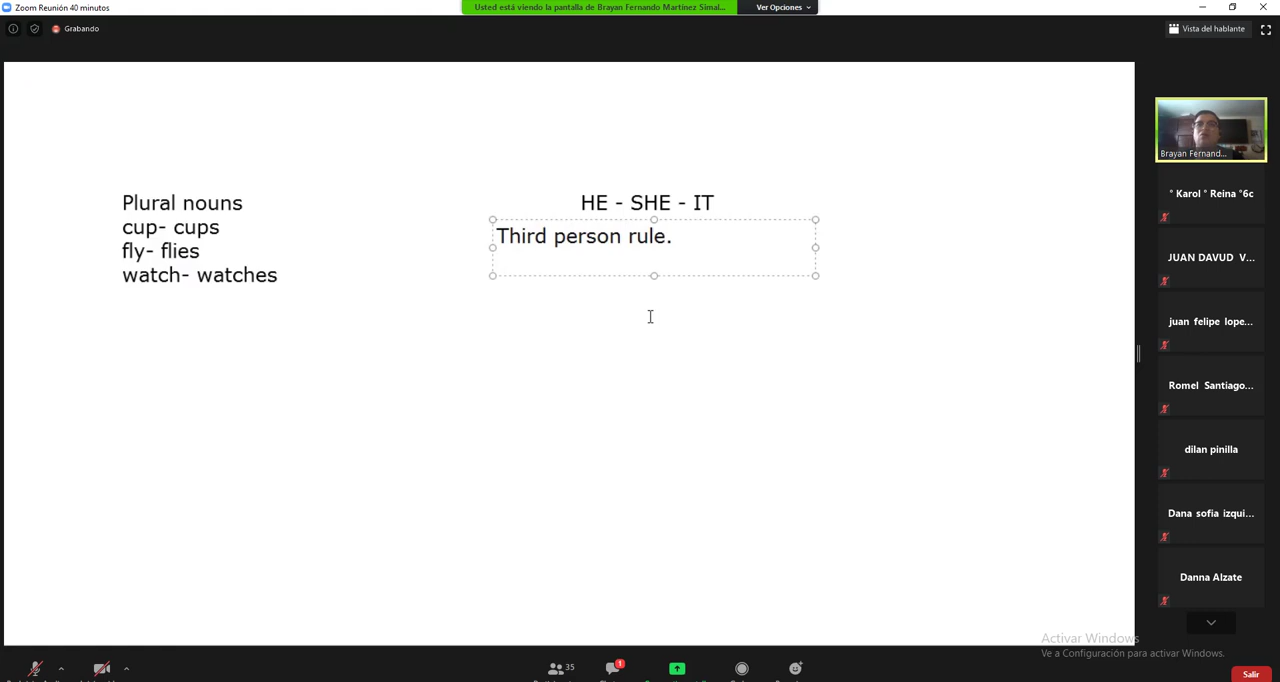 Zoom Reunión 40 minutos
Usted está viendo la pantalla de Brayan Fernando Martinez Simal...
Ver Opciones
Grabando
Vista del hablante
Plural nouns
cup- cups
fly- flies
watch- watches
HE - SHE - IT
Third person rule.
Brayan Fernand...
° Karol ° Reina °6c
JUAN DAVUD V...
juan felipe lope...
Romel Santiago...
dilan pinilla
Dana sofia izqui...
Danna Alzate
Activar Windows
Ve a Configuración para activar Windows.
35
1
Salir